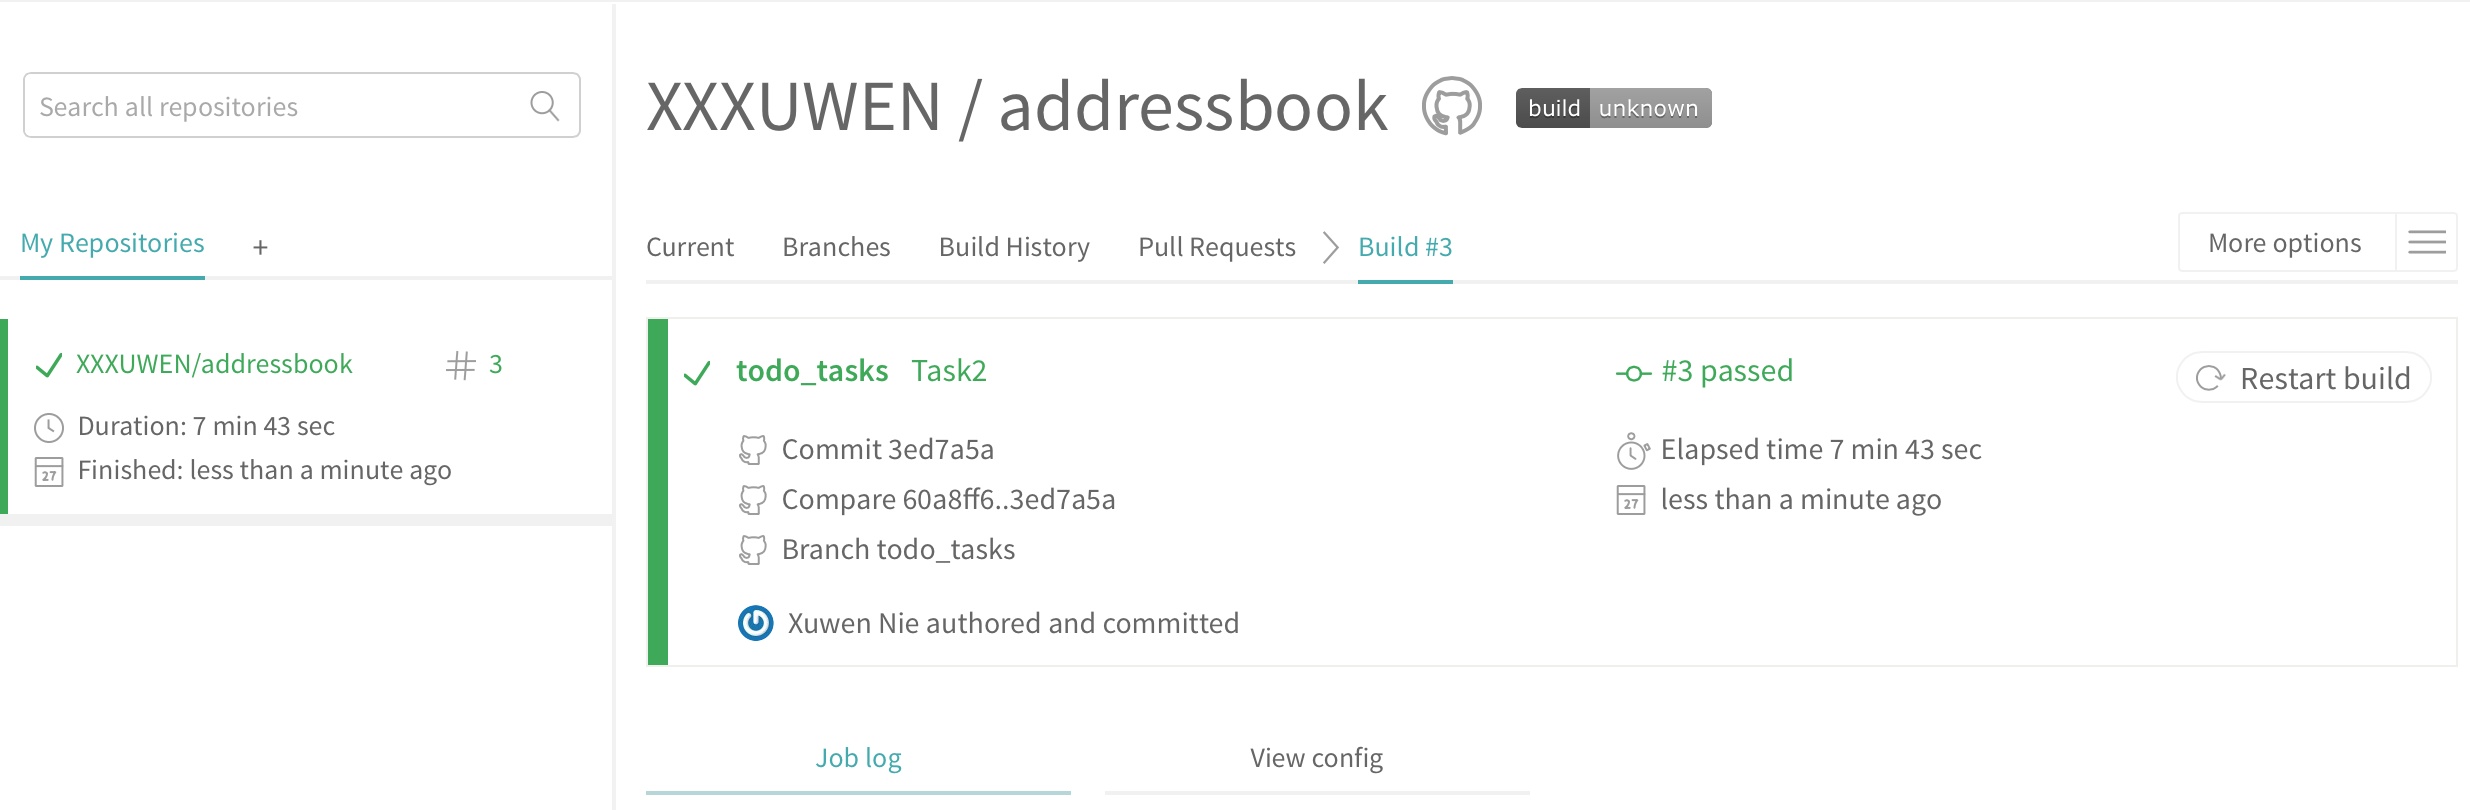 Search all repositories
XXXUWEN / addressbook
build unknown
My Repositories +
Current Branches Build History Pull Requests Build #3
More options
XXXUWEN/addressbook # 3
Duration: 7 min 43 sec
27 Finished: less than a minute ago
todo_tasks Task2
Commit 3ed7a5a
Compare 60a8ff6..3ed7a5a
Branch todo_tasks
Xuwen Nie authored and committed
#3 passed
Elapsed time 7 min 43 sec
27 less than a minute ago
Restart build
Job log
View config